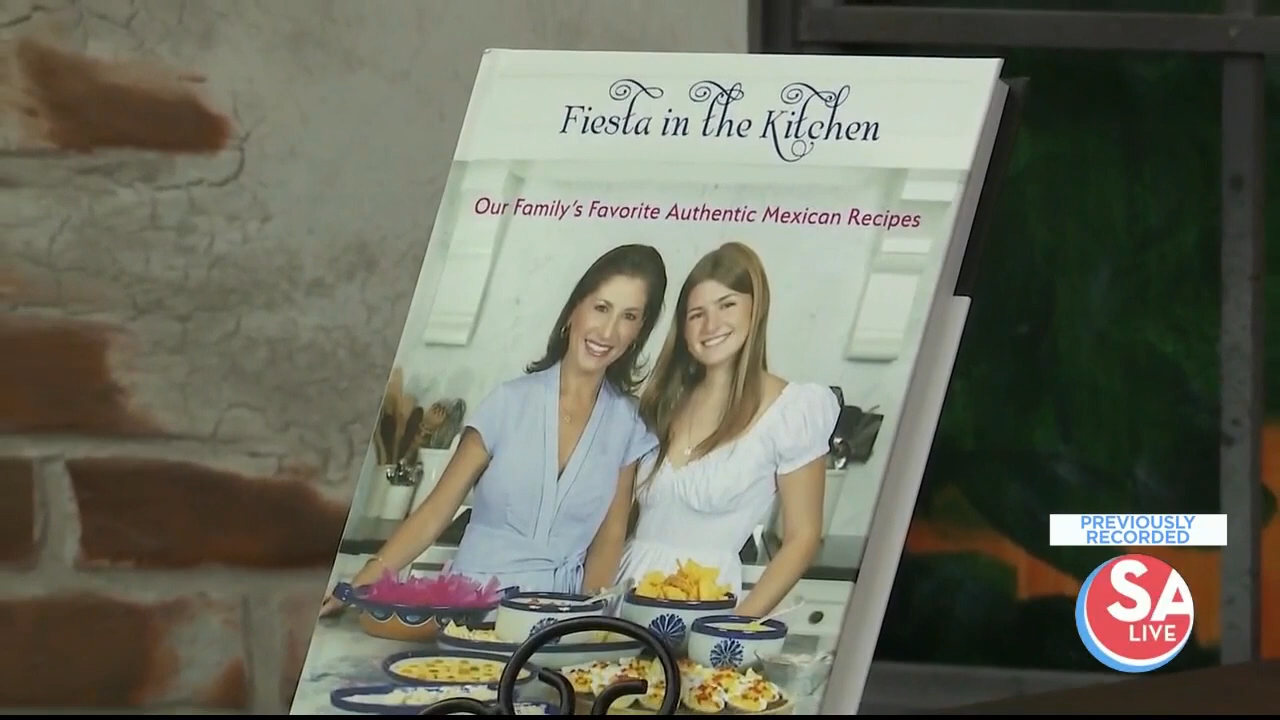 Fiesta in the Kitchen
Our Family's Favorite Authentic Mexican Recipes
PREVIOUSLY
RECORDED
SA
LIVE